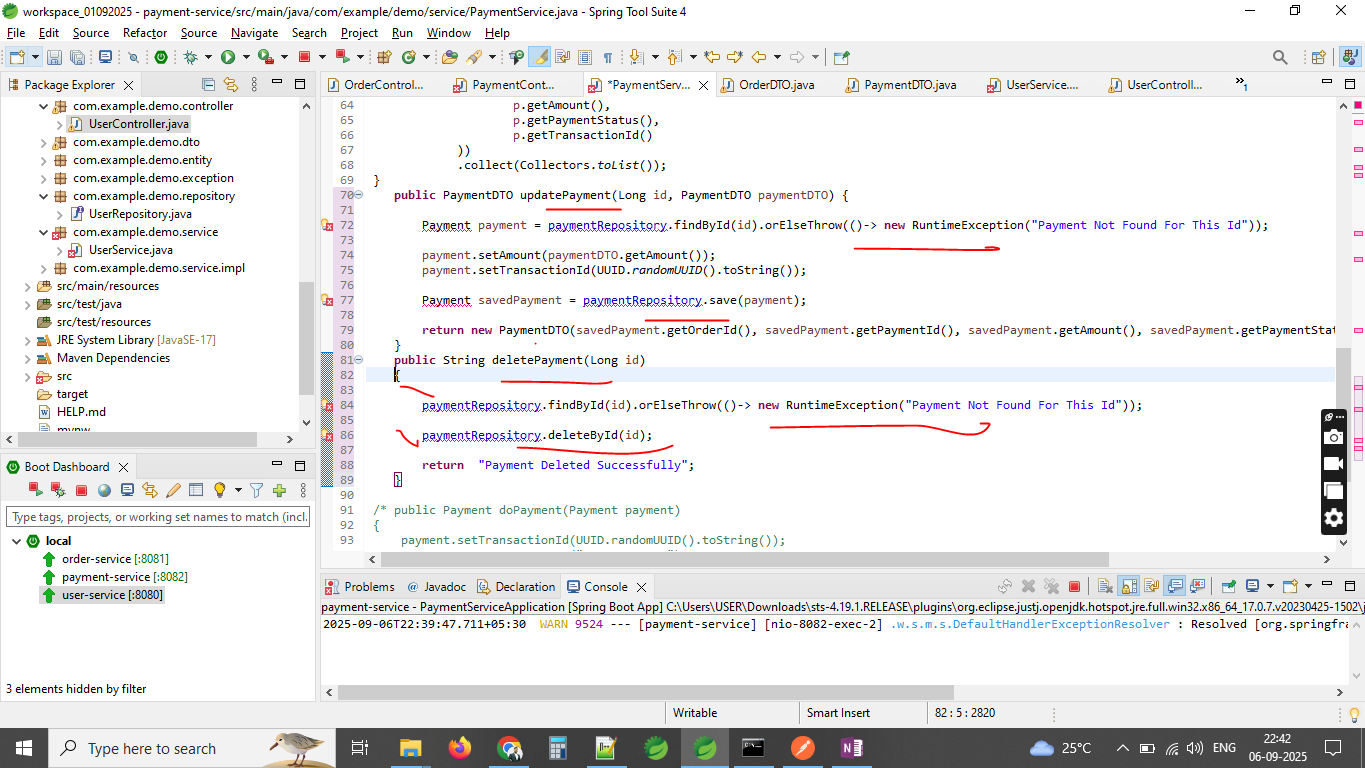 workspace_01092025 - payment-service/src/main/java/com/example/demo/service/PaymentService.java - Spring Tool Suite 4
File Edit Source Refactor Source Navigate Search Project Run Window Help
Package Explorer
OrderControl... PaymentCont... *PaymentServ... OrderDTO.java PaymentDTO.java UserService.... UserControll... 1
com.example.demo.controller
UserController.java
com.example.demo.dto
com.example.demo.entity
com.example.demo.exception
com.example.demo.repository
UserRepository.java
com.example.demo.service
UserService.java
com.example.demo.service.impl
src/main/resources
src/test/java
src/test/resources
JRE System Library [JavaSE-17]
Maven Dependencies
src
target
HELP.md
mvnw
64 p.getAmount(),
65 p.getPaymentStatus(),
66 p.getTransactionId()
67 ))
68 .collect(Collectors.toList());
69 }
70 public PaymentDTO updatePayment(Long id, PaymentDTO paymentDTO) {
71
72 Payment payment = paymentRepository.findById(id).orElseThrow(()-> new RuntimeException("Payment Not Found For This Id"));
73
74 payment.setAmount(paymentDTO.getAmount());
75 payment.setTransactionId(UUID.randomUUID().toString());
76
77 Payment savedPayment = paymentRepository.save(payment);
78
79 return new PaymentDTO(savedPayment.getOrderId(), savedPayment.getPaymentId(), savedPayment.getAmount(), savedPayment.getPaymentSta
80 }
81 public String deletePayment(Long id)
82 {
83
84 paymentRepository.findById(id).orElseThrow(()-> new RuntimeException("Payment Not Found For This Id"));
85
86 paymentRepository.deleteById(id);
87
88 return "Payment Deleted Successfully";
89 }
90
91 /* public Payment doPayment(Payment payment)
92 {
93 payment.setTransactionId(UUID.randomUUID().toString());
Boot Dashboard
Type tags, projects, or working set names to match (incl.
local
order-service [:8081]
payment-service [:8082]
user-service [:8080]
3 elements hidden by filter
Problems Javadoc Declaration Console
payment-service - PaymentServiceApplication [Spring Boot App] C:\Users\USER\Downloads\sts-4.19.1.RELEASE\plugins\org.eclipse.justj.openjdk.hotspot.jre.full.win32.x86_64_17.0.7.v20230425-1502\j
2025-09-06T22:39:47.711+05:30 WARN 9524 --- [payment-service] [nio-8082-exec-2] .w.s.m.s.DefaultHandlerExceptionResolver : Resolved [org.springfra
Writable Smart Insert 82 : 5 : 2820
Type here to search
25°C
ENG
22:42
06-09-2025